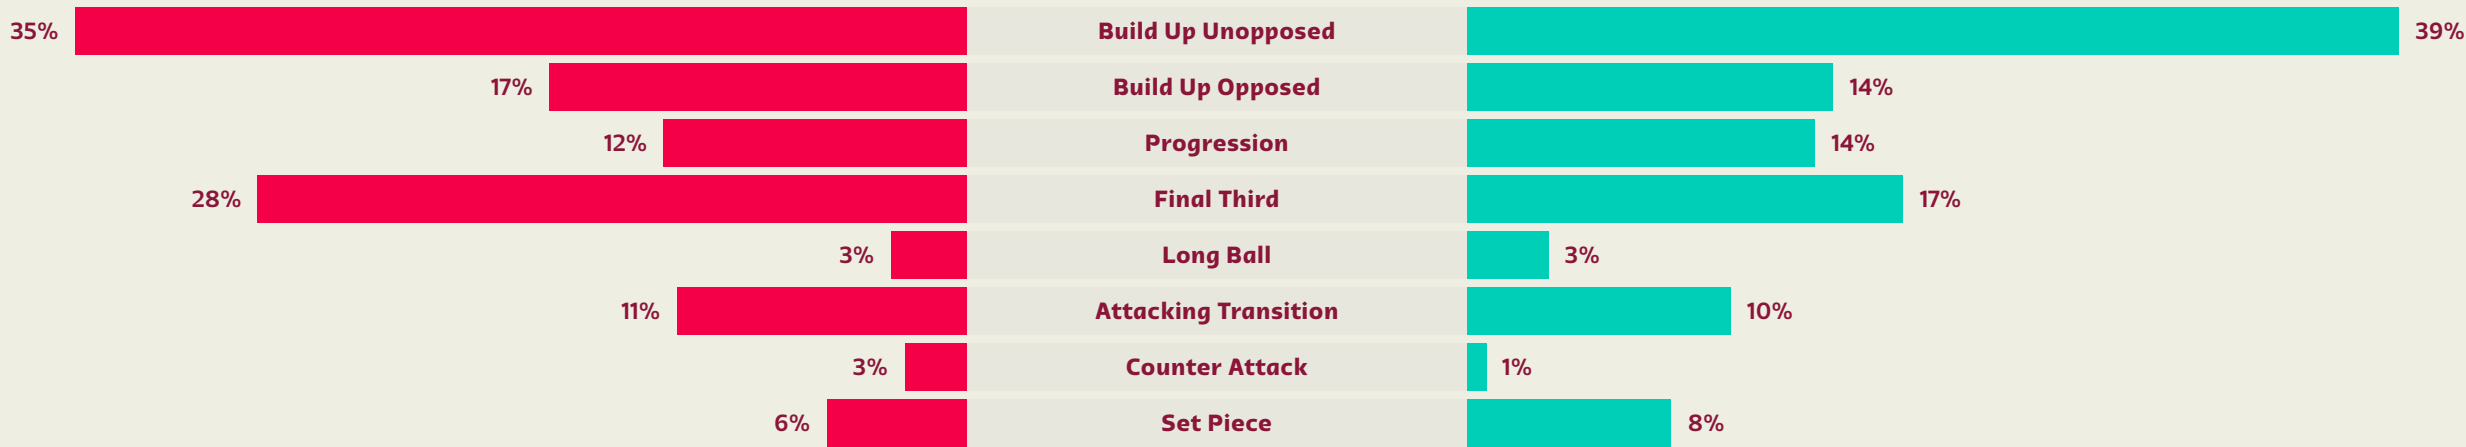 35% Build Up Unopposed 39%
17% Build Up Opposed 14%
12% Progression 14%
28% Final Third 17%
3% Long Ball 3%
11% Attacking Transition 10%
3% Counter Attack 1%
6% Set Piece 8%